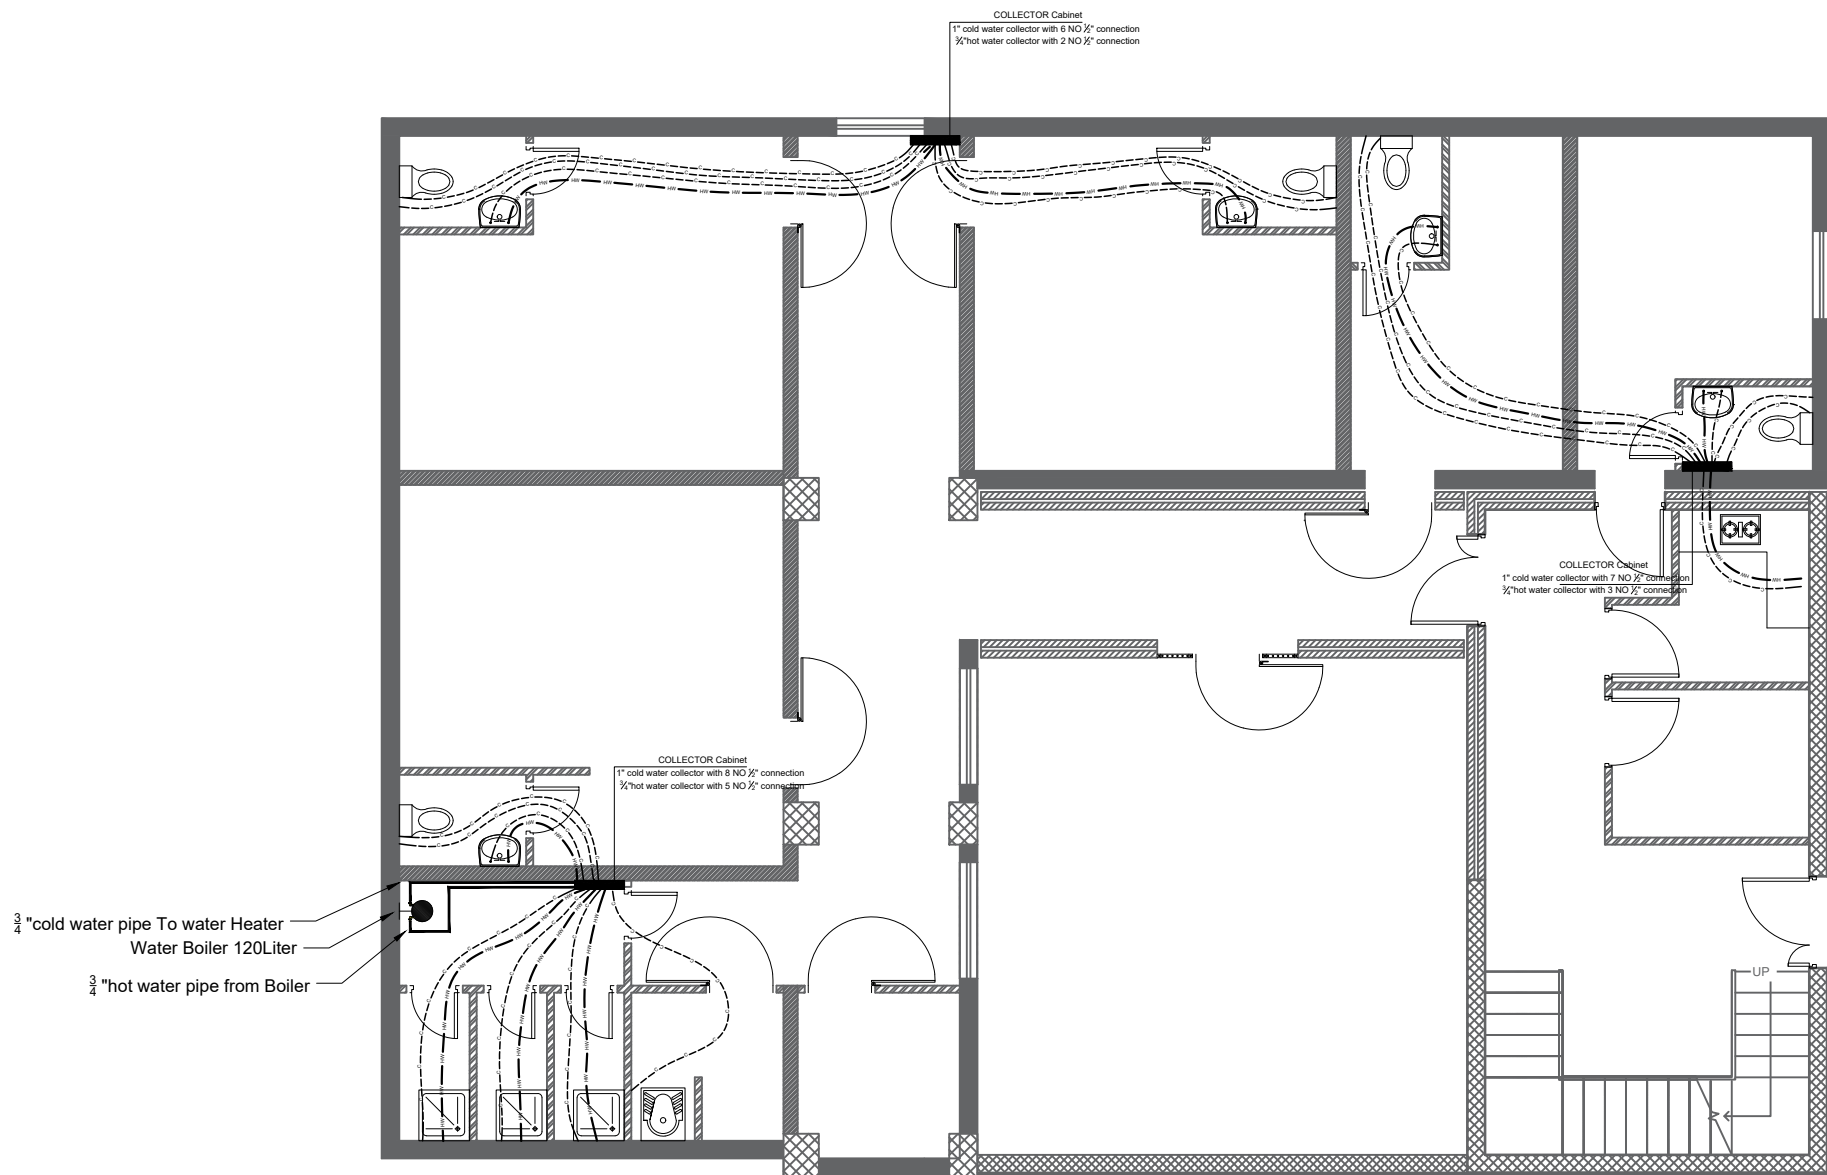 COLLECTOR Cabinet
1" cold water collector with 6 NO ½" connection
¾"hot water collector with 2 NO ½" connection
COLLECTOR Cabinet
1" cold water collector with 7 NO ½" connection
¾"hot water collector with 3 NO ½" connection
COLLECTOR Cabinet
1" cold water collector with 8 NO ½" connection
¾"hot water collector with 5 NO ½" connection
¾ "cold water pipe To water Heater
Water Boiler 120Liter
¾ "hot water pipe from Boiler
UP